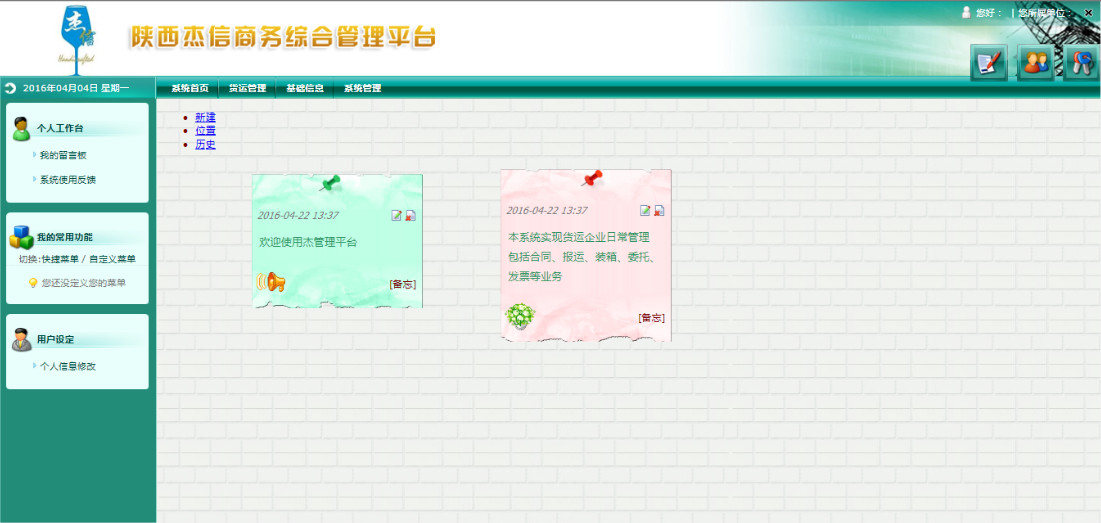 杰信
Handcrafted
陕西杰信商务综合管理平台
您好： | 您所属单位：
2016年04月04日 星期一
系统首页 货运管理 基础信息 系统管理
个人工作台
我的留言板
系统使用反馈
我的常用功能
切换:快捷菜单 / 自定义菜单
您还没定义您的菜单
用户设定
个人信息修改
新建
位置
历史
2016-04-22 13:37
欢迎使用杰管理平台
[备忘]
2016-04-22 13:37
本系统实现货运企业日常管理
包括合同、报运、装箱、委托、
发票等业务
[备忘]